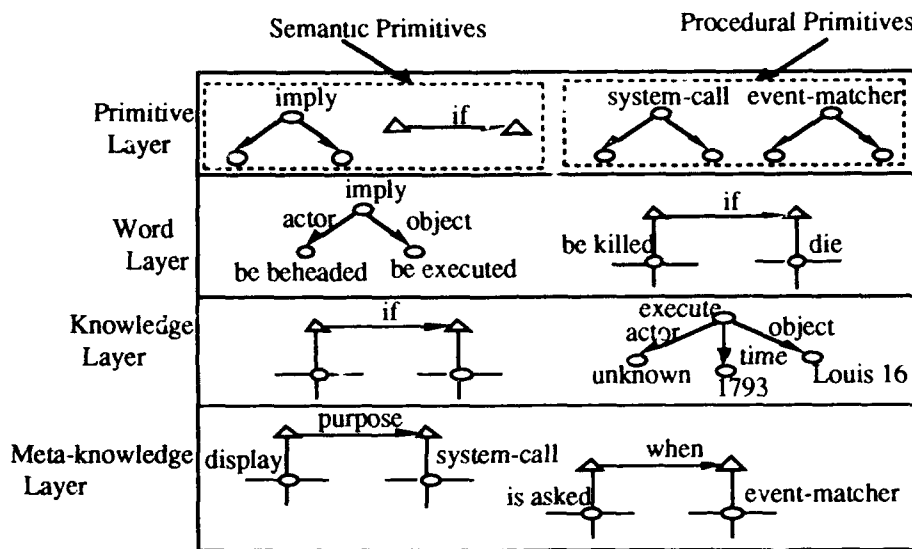 Semantic Primitives
Procedural Primitives
Primitive
Layer
imply
if
system-call
event-matcher
Word
Layer
imply
actor
object
be beheaded
be executed
if
be killed
die
Knowledge
Layer
if
execute
actor
object
time
unknown
1793
Louis 16
Meta-knowledge
Layer
purpose
display
system-call
when
is asked
event-matcher